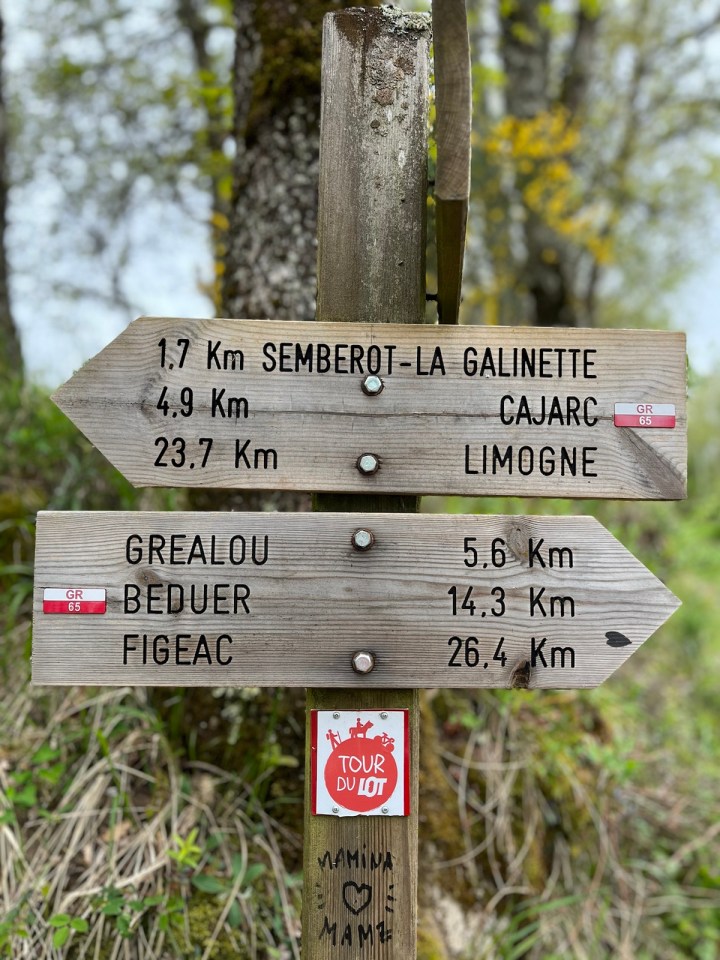 1,7 Km SEMBEROT-LA GALINETTE
4,9 Km CAJARC GR 65
23,7 Km LIMOGNE
GREALOU 5,6 Km
GR 65 BEDUER 14,3 Km
FIGEAC 26,4 Km
TOUR
DU LOT
MAMINA
MAMZ